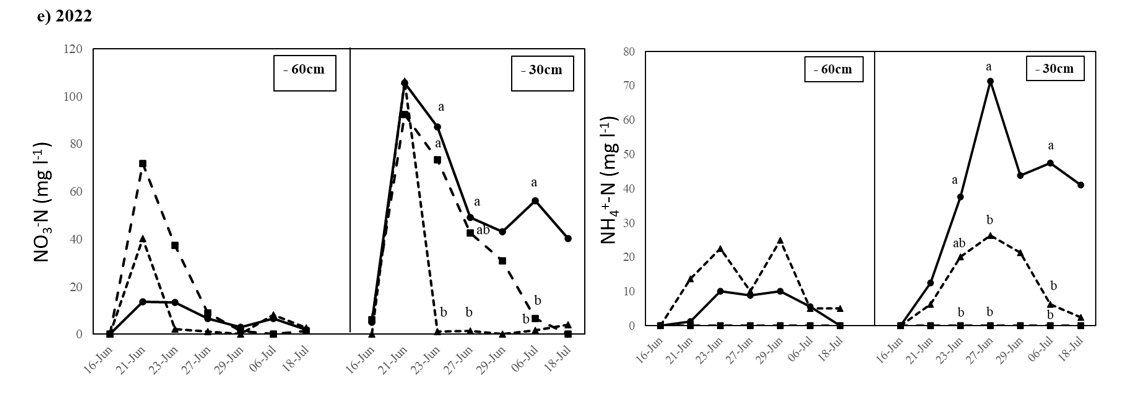 e) 2022
NO3-N (mg l-1)
120
100
80
60
40
20
0
- 60cm
- 30cm
a
a
a
ab
a
b
b
b
b
16-Jun
21-Jun
23-Jun
27-Jun
29-Jun
06-Jul
18-Jul
16-Jun
21-Jun
23-Jun
27-Jun
29-Jun
06-Jul
18-Jul
NH4+-N (mg l-1)
80
70
60
50
40
30
20
10
0
- 60cm
- 30cm
a
a
a
b
ab
b
b
b
b
16-Jun
21-Jun
23-Jun
27-Jun
29-Jun
06-Jul
18-Jul
16-Jun
21-Jun
23-Jun
27-Jun
29-Jun
06-Jul
18-Jul